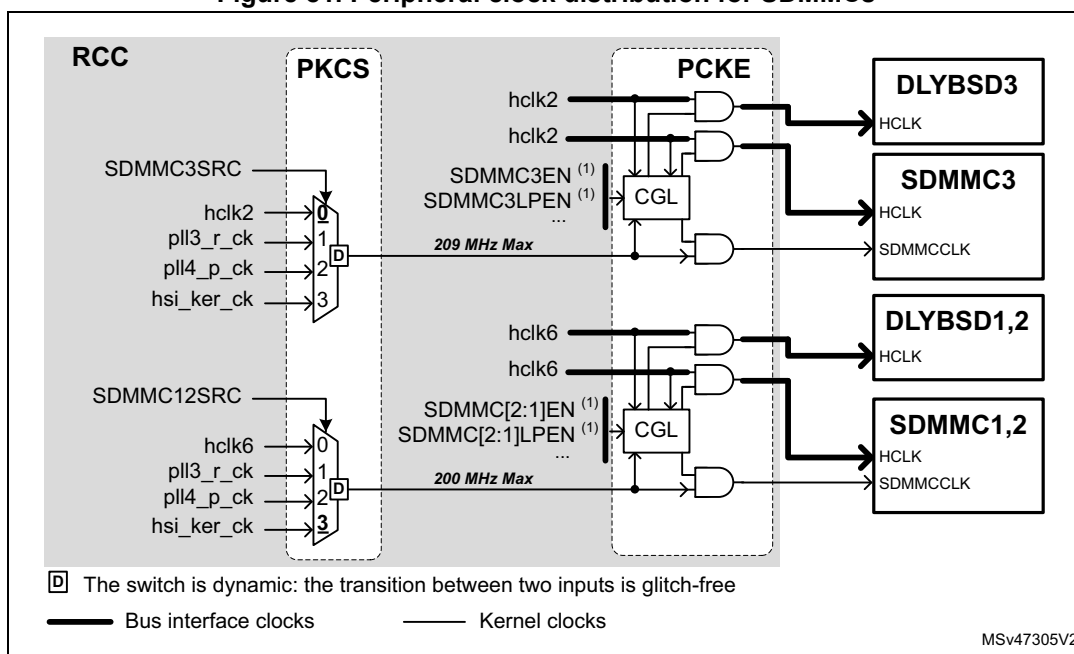 Figure 81. Peripheral clock distribution for SDMMCs
RCC
PKCS
PCKE
hclk2
hclk2
SDMMC3SRC
SDMMC3EN (1)
SDMMC3LPEN (1)
...
CGL
hclk2
pll3_r_ck
pll4_p_ck
hsi_ker_ck
0
1
2
3
D
209 MHz Max
DLYBSD3
HCLK
SDMMC3
HCLK
SDMMCCLK
hclk6
hclk6
SDMMC12SRC
SDMMC[2:1]EN (1)
SDMMC[2:1]LPEN (1)
...
CGL
hclk6
pll3_r_ck
pll4_p_ck
hsi_ker_ck
0
1
2
3
D
200 MHz Max
DLYBSD1,2
HCLK
SDMMC1,2
HCLK
SDMMCCLK
D The switch is dynamic: the transition between two inputs is glitch-free
Bus interface clocks
Kernel clocks
MSv47305V2